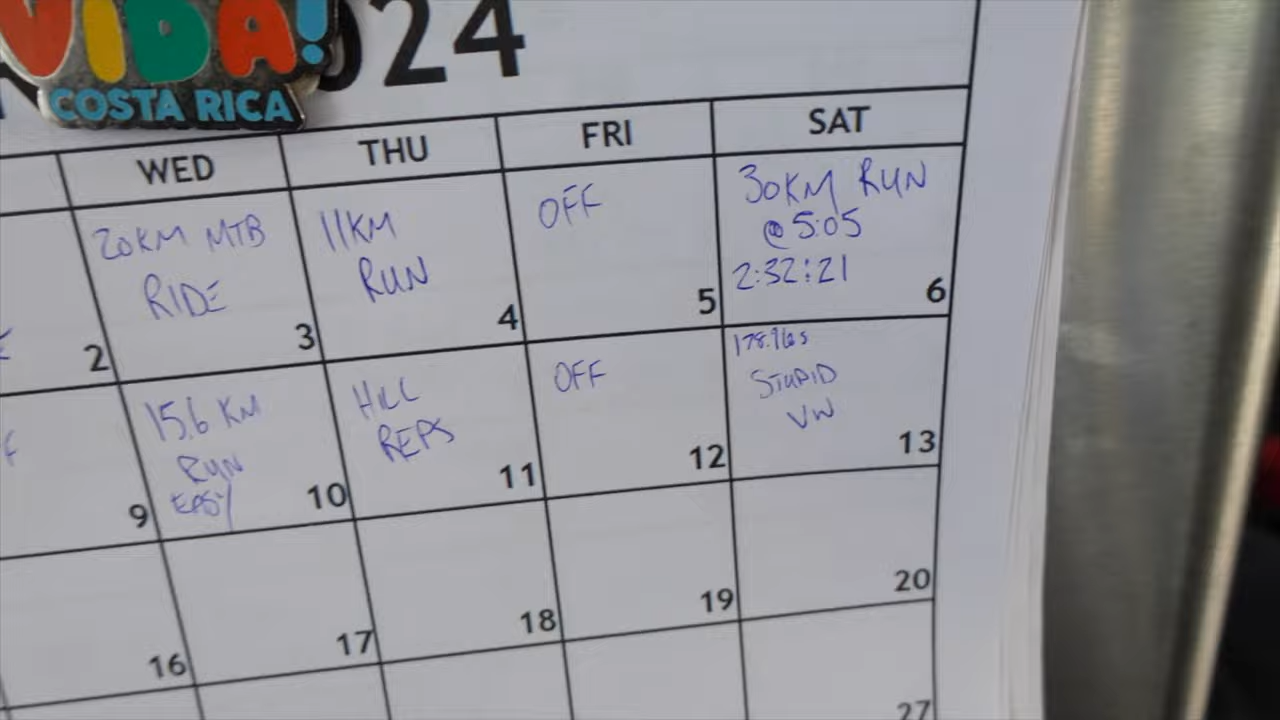 VIDA!
COSTA RICA
2024
WED
THU
FRI
SAT
20KM MTB
RIDE
3
11KM
RUN
4
OFF
5
30KM RUN
@ 5:05
2:32:21
6
2
15.6 KM
RUN
EASY
10
HILL
REPS
11
OFF
12
STUPID
VW
13
9
16
17
18
19
20
27